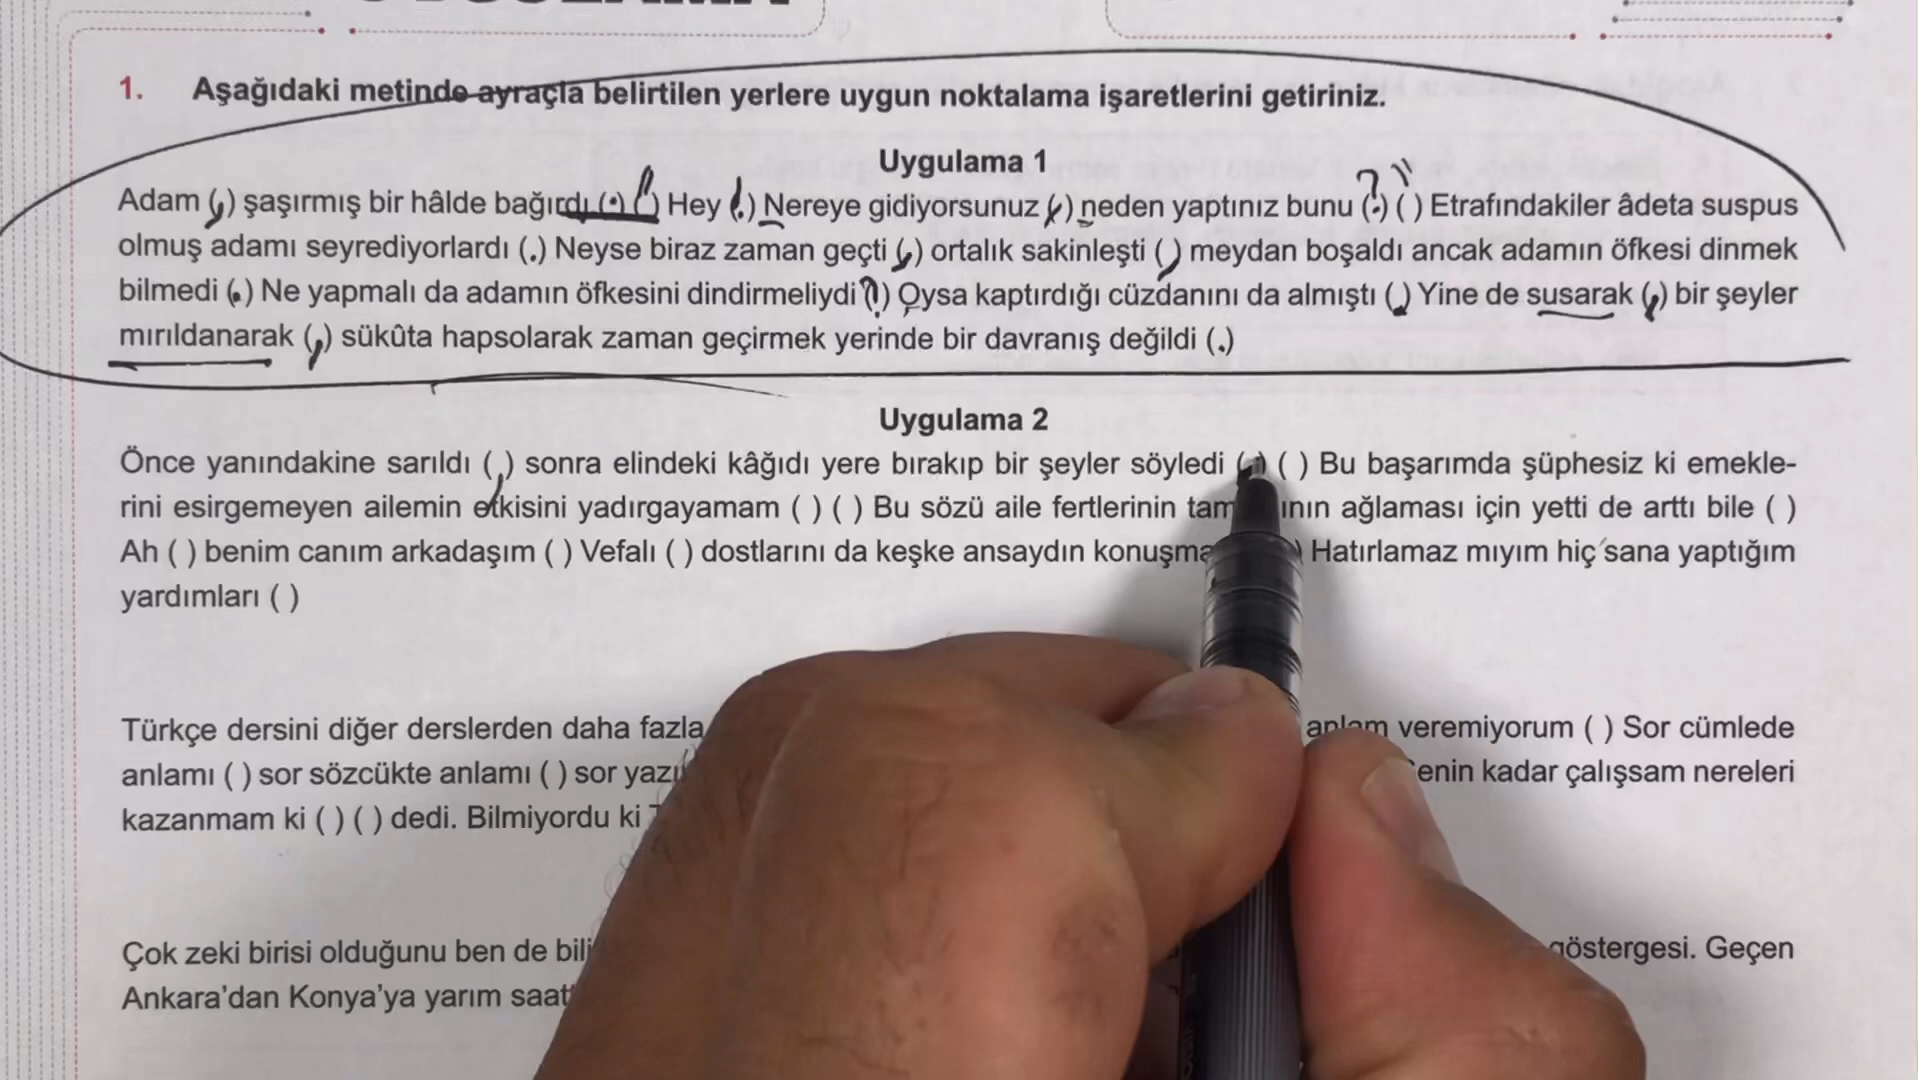 1. Aşağıdaki metinde ayraçla belirtilen yerlere uygun noktalama işaretlerini getiriniz.
Uygulama 1
Adam (,) şaşırmış bir hâlde bağırdı (:) (") Hey (!) Nereye gidiyorsunuz (,) neden yaptınız bunu (?) (") Etrafındakiler âdeta suspus
olmuş adamı seyrediyorlardı (.) Neyse biraz zaman geçti (,) ortalık sakinleşti (,) meydan boşaldı ancak adamın öfkesi dinmek
bilmedi (.) Ne yapmalı da adamın öfkesini dindirmeliydi (?) Oysa kaptırdığı cüzdanını da almıştı (.) Yine de susarak (,) bir şeyler
mırıldanarak (,) sükûta hapsolarak zaman geçirmek yerinde bir davranış değildi (.)
Uygulama 2
Önce yanındakine sarıldı (,) sonra elindeki kâğıdı yere bırakıp bir şeyler söyledi ( ) Bu başarımda şüphesiz ki emekle-
rini esirgemeyen ailemin etkisini yadırgayamam ( ) ( ) Bu sözü aile fertlerinin ağlaması için yetti de arttı bile ( )
Ah ( ) benim canım arkadaşım ( ) Vefalı ( ) dostlarını da keşke ansaydın Hatırlamaz mıyım hiç sana yaptığım
yardımları ( )
Türkçe dersini diğer derslerden daha fazla anlam veremiyorum ( ) Sor cümlede
anlamı ( ) sor sözcükte anlamı ( ) sor kadar çalışsam nereleri
kazanmam ki ( ) ( ) dedi. Bilmiyordu ki
Çok zeki birisi olduğunu ben de göstergesi. Geçen
Ankara'dan Konya'ya yarım